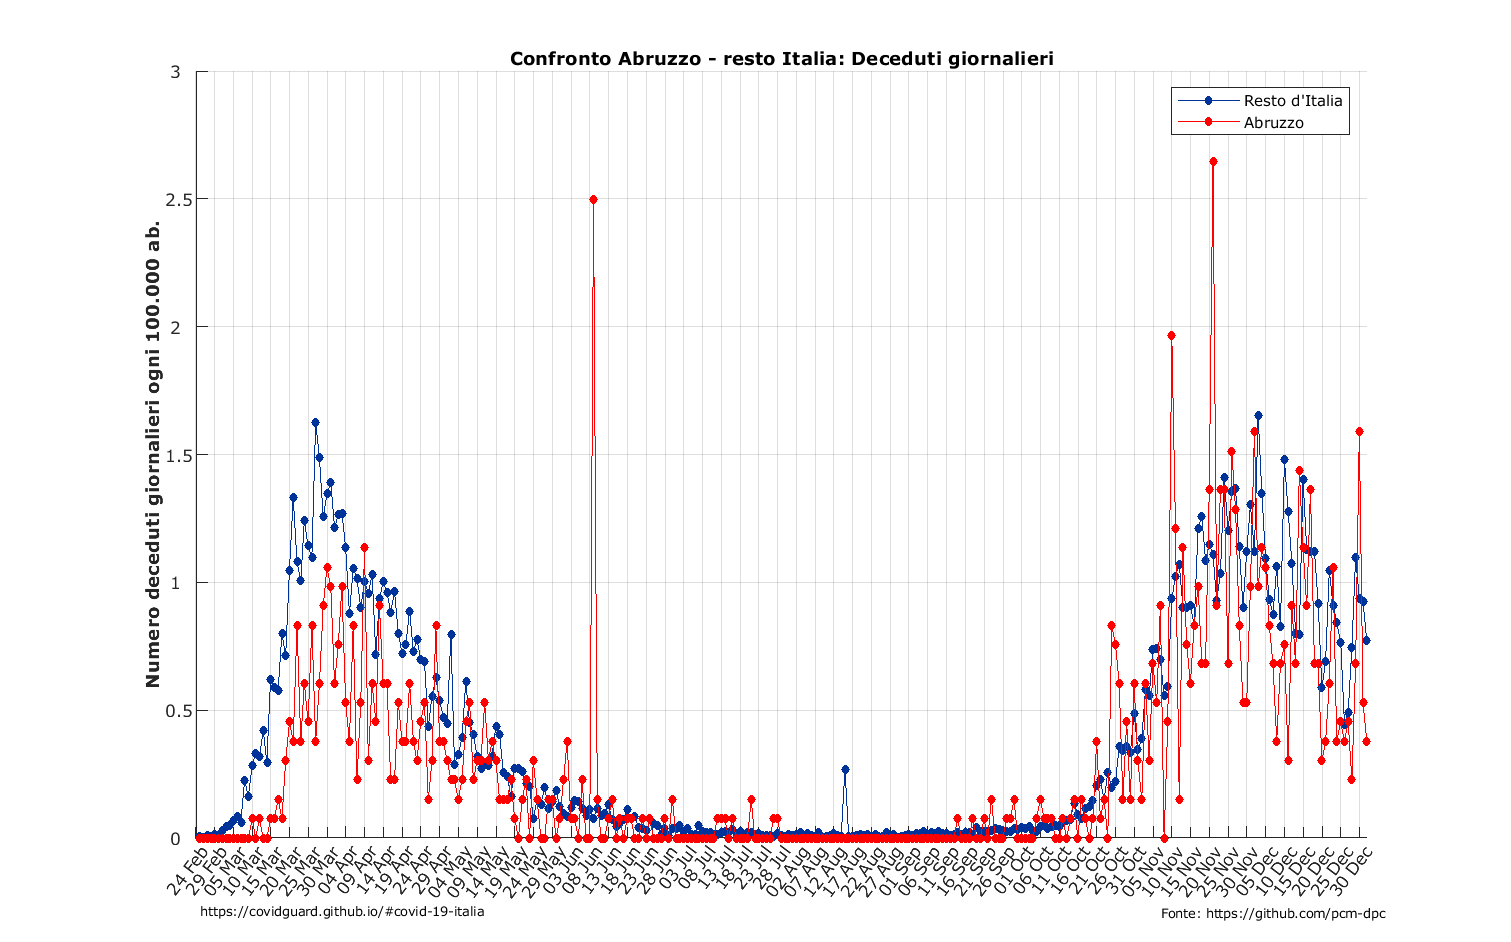 Confronto Abruzzo - resto Italia: Deceduti giornalieri
Resto d'Italia
Abruzzo
Numero deceduti giornalieri ogni 100.000 ab.
3
2.5
2
1.5
1
0.5
0
24 Feb
29 Feb
05 Mar
10 Mar
15 Mar
20 Mar
25 Mar
30 Mar
04 Apr
09 Apr
14 Apr
19 Apr
24 Apr
29 Apr
04 May
09 May
14 May
19 May
24 May
29 May
03 Jun
08 Jun
13 Jun
18 Jun
23 Jun
28 Jun
03 Jul
08 Jul
13 Jul
18 Jul
23 Jul
28 Jul
02 Aug
07 Aug
12 Aug
17 Aug
22 Aug
27 Aug
01 Sep
06 Sep
11 Sep
16 Sep
21 Sep
26 Sep
01 Oct
06 Oct
11 Oct
16 Oct
21 Oct
26 Oct
31 Oct
05 Nov
10 Nov
15 Nov
20 Nov
25 Nov
30 Nov
05 Dec
10 Dec
15 Dec
20 Dec
25 Dec
30 Dec
https://covidguard.github.io/#covid-19-italia
Fonte: https://github.com/pcm-dpc